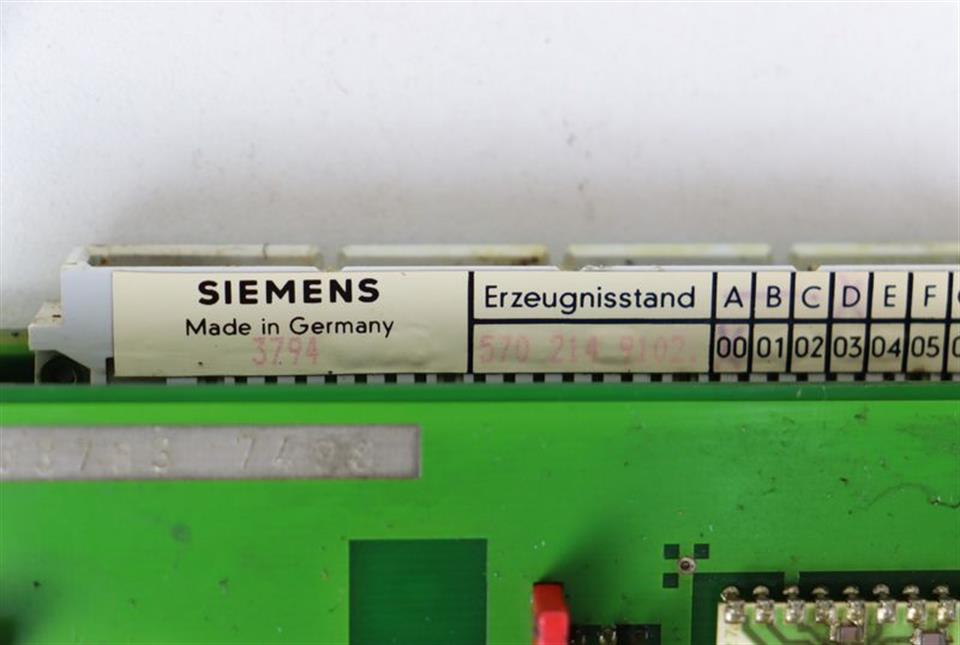 SIEMENS
Made in Germany
3794
Erzeugnisstand A B C D E F
570 214 9102. 00 01 02 03 04 05